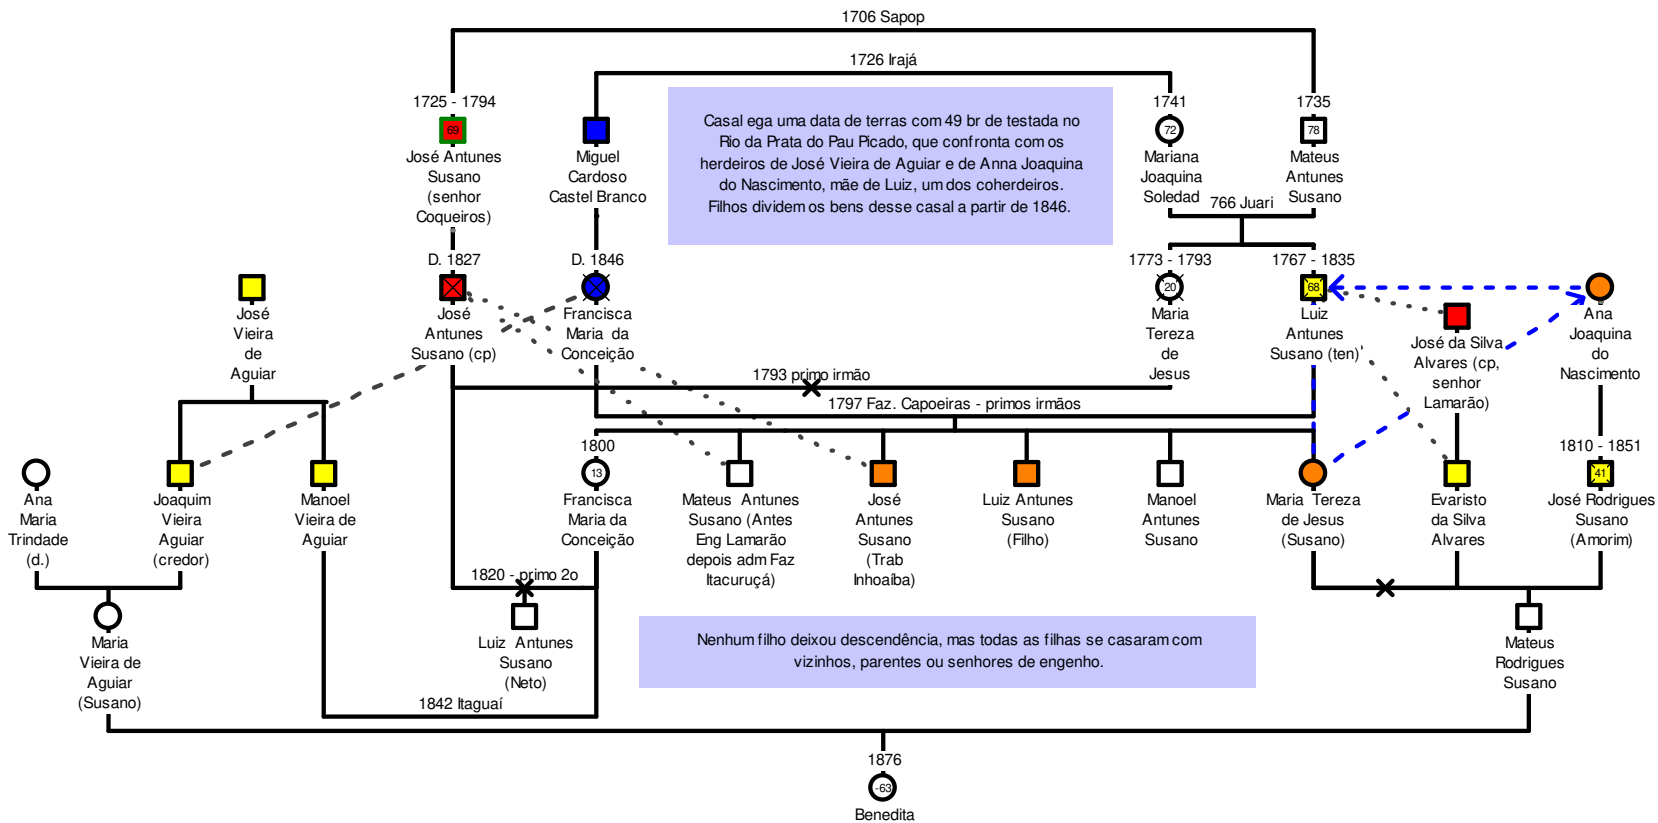 1706 Sapop
1726 Irajá
1725 - 1794
69
José Antunes
Susano
(senhor
Coqueiros)
Miguel
Cardoso
Castel Branco
Casal ega uma data de terras com 49 br de testada no
Rio da Prata do Pau Picado, que confronta com os
herdeiros de José Vieira de Aguiar e de Anna Joaquina
do Nascimento, mãe de Luiz, um dos coherdeiros.
Filhos dividem os bens desse casal a partir de 1846.
1741
72
Mariana
Joaquina
Soledad
1735
78
Mateus
Antunes
Susano
766 Juari
José
Vieira
de
Aguiar
D. 1827
José
Antunes
Susano (cp)
D. 1846
Francisca
Maria da
Conceição
1773 - 1793
20
Maria
Tereza
de
Jesus
1767 - 1835
68
Luiz
Antunes
Susano (ten)
José da Silva
Alvares (cp,
senhor
Lamarão)
Ana
Joaquina
do
Nascimento
1793 primo irmão
1797 Faz. Capoeiras - primos irmãos
Ana
Maria
Trindade
(d.)
Joaquim
Vieira
Aguiar
(credor)
Manoel
Vieira de
Aguiar
1800
13
Francisca
Maria da
Conceição
Mateus Antunes
Susano (Antes
Eng Lamarão
depois adm Faz
Itacuruçá)
José
Antunes
Susano
(Trab
Inhoaíba)
Luiz Antunes
Susano
(Filho)
Manoel
Antunes
Susano
Maria Tereza
de Jesus
(Susano)
Evaristo
da Silva
Alvares
1810 - 1851
41
José Rodrigues
Susano
(Amorim)
1820 - primo 2o
Maria
Vieira de
Aguiar
(Susano)
Luiz Antunes
Susano
(Neto)
Nenhum filho deixou descendência, mas todas as filhas se casaram com
vizinhos, parentes ou senhores de engenho.
Mateus
Rodrigues
Susano
1842 Itaguaí
1876
-63
Benedita